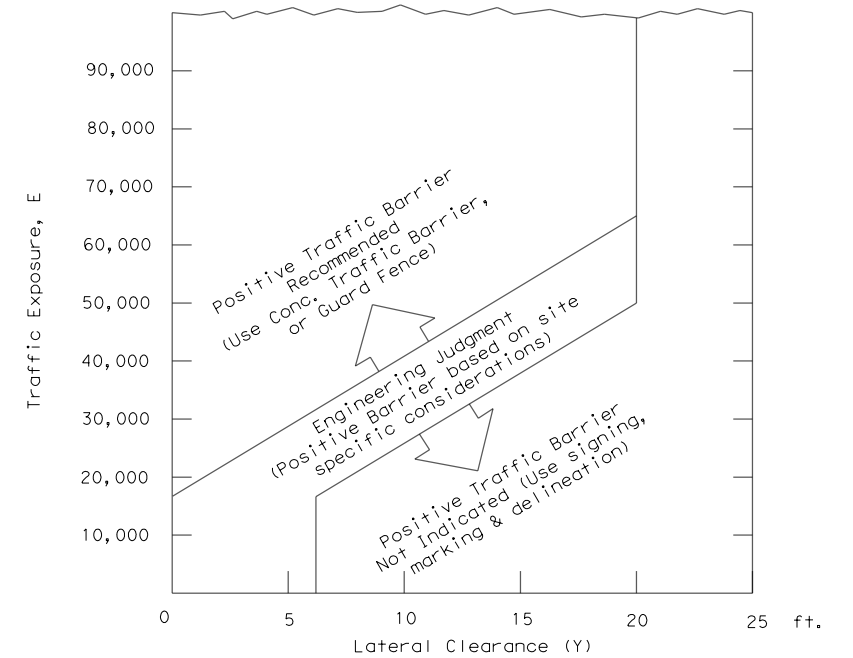 90,000
80,000
70,000
60,000
50,000
40,000
30,000
20,000
10,000
Traffic Exposure, E
Positive Traffic Barrier
Recommended
(Use Conc. Traffic Barrier,
or Guard Fence)
Engineering Judgment
(Positive Barrier based on site
specific considerations)
Positive Traffic Barrier
Not Indicated (Use signing,
marking & delineation)
0 5 10 15 20 25 ft.
Lateral Clearance (Y)